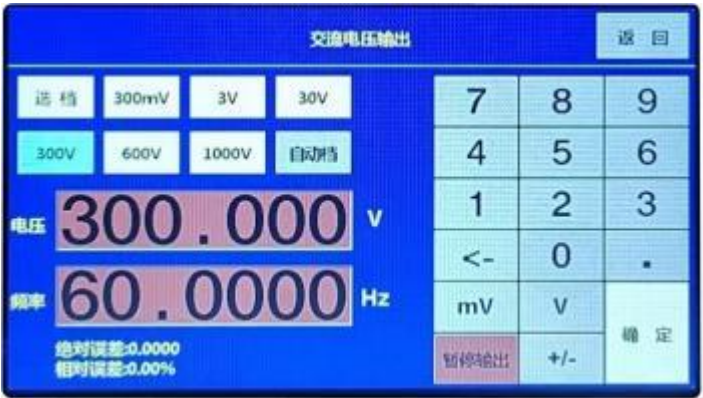 交流电压输出
返 回
选 档
300mV
3V
30V
300V
600V
1000V
自动档
电压 300.000 V
频率 60.0000 Hz
绝对误差:0.0000
相对误差:0.00%
7 8 9
4 5 6
1 2 3
<- 0 .
mV V
暂停输出 +/-
确 定